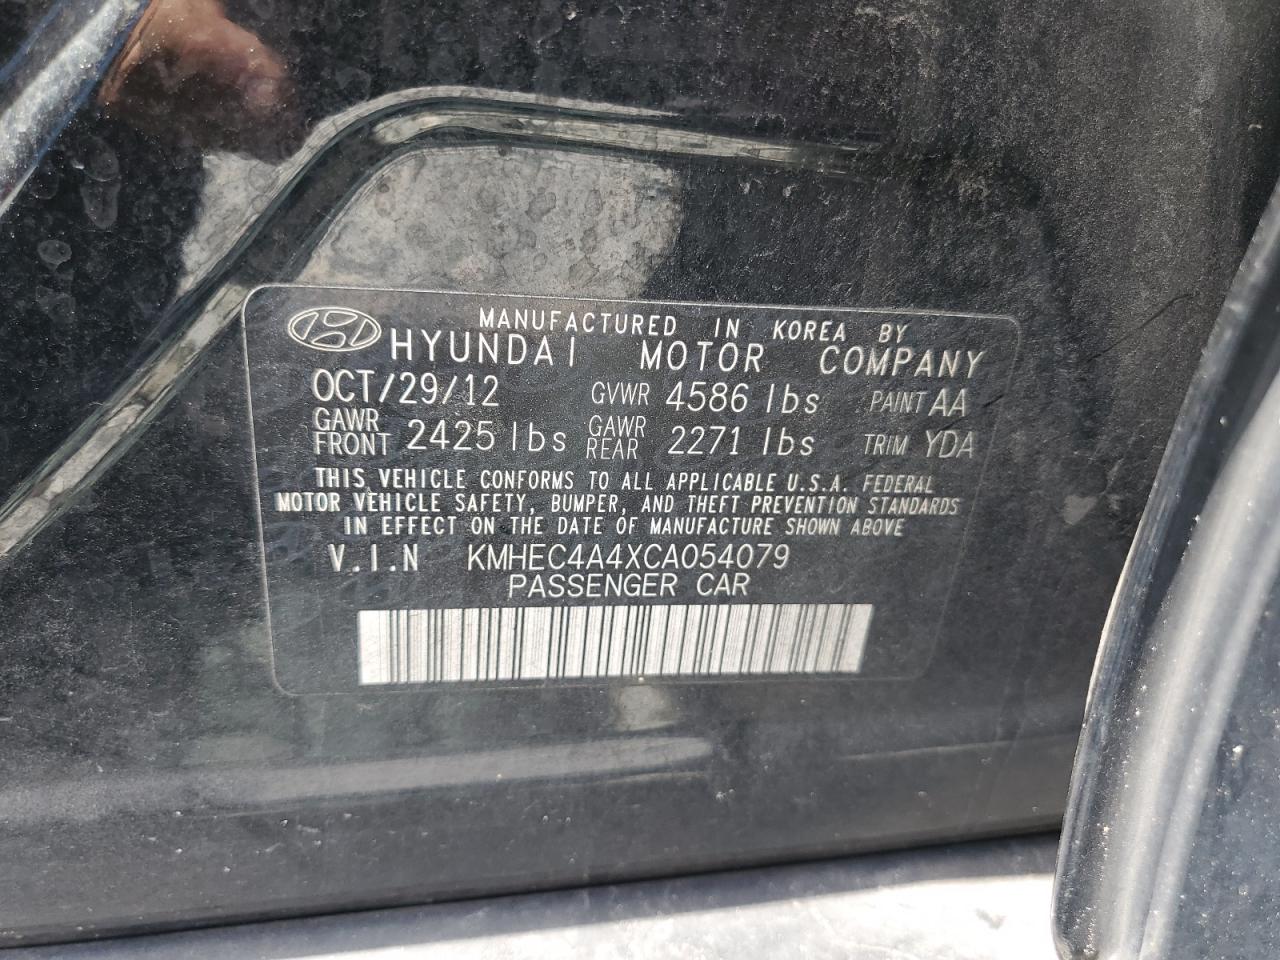 MANUFACTURED IN KOREA BY
HYUNDAI MOTOR COMPANY
OCT/29/12 GVWR 4586 lbs PAINT AA
GAWR FRONT 2425 lbs GAWR REAR 2271 lbs TRIM YDA
THIS VEHICLE CONFORMS TO ALL APPLICABLE U.S.A. FEDERAL
MOTOR VEHICLE SAFETY, BUMPER, AND THEFT PREVENTION STANDARDS
IN EFFECT ON THE DATE OF MANUFACTURE SHOWN ABOVE
V.I.N KMHEC4A4XCA054079
PASSENGER CAR